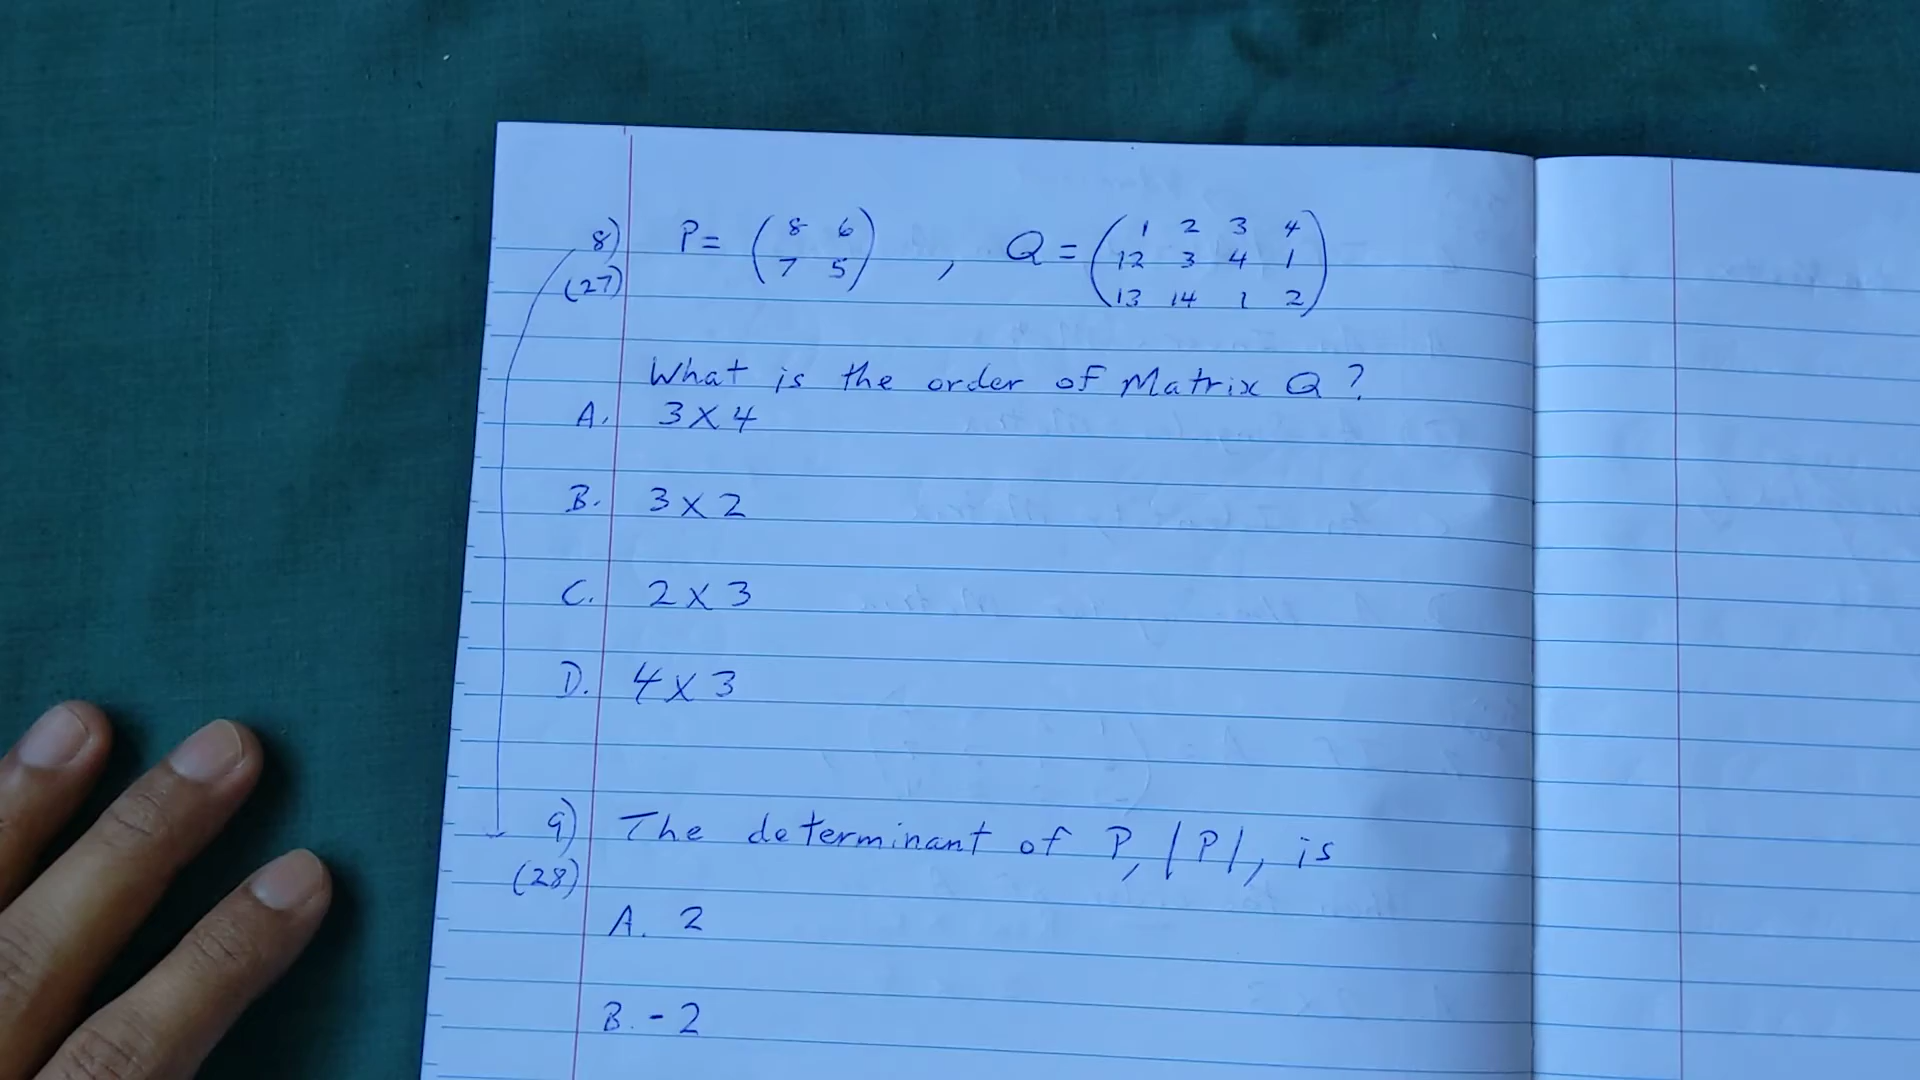 8) P= (8 6 , Q = (1 2 3 4
(27) 7 5) 12 3 4 1
13 14 1 2)
What is the order of Matrix Q ?
A. 3 X 4
B. 3 X 2
C. 2 X 3
D. 4 X 3
9) The determinant of P, |P|, is
(28)
A. 2
B. - 2